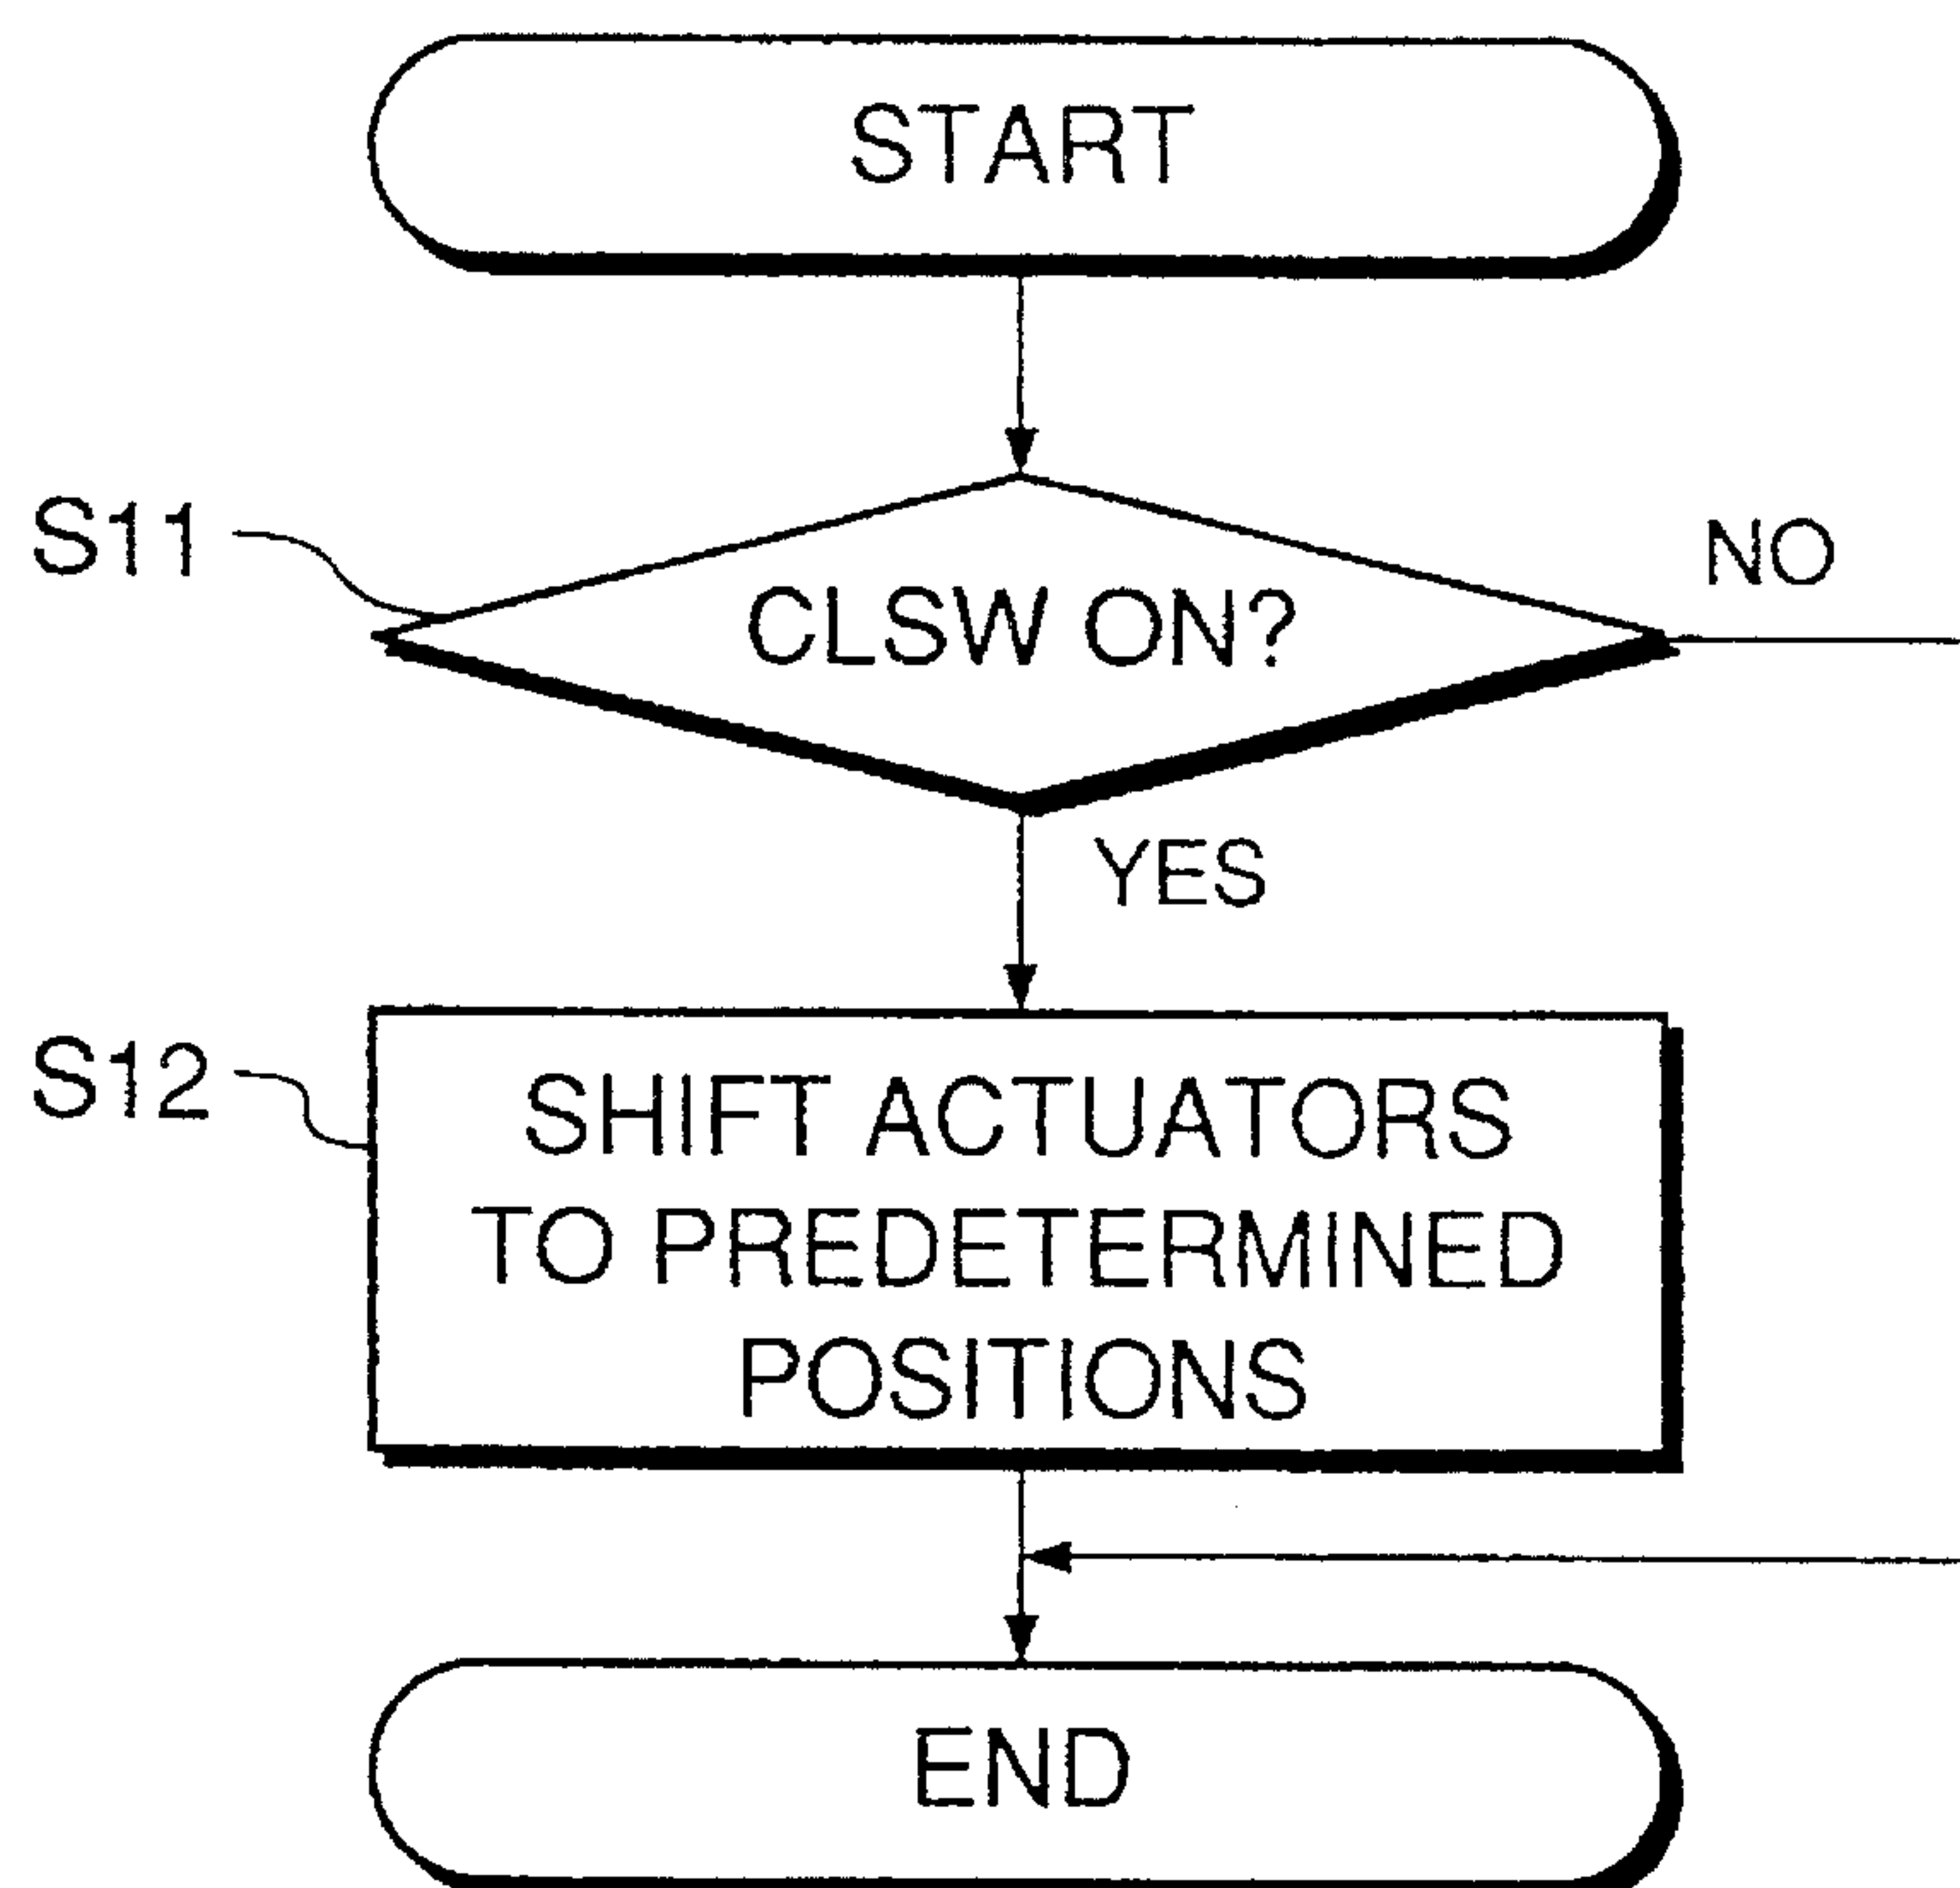 START
S11
CLSW ON?
NO
YES
S12
SHIFT ACTUATORS
TO PREDETERMINED
POSITIONS
END